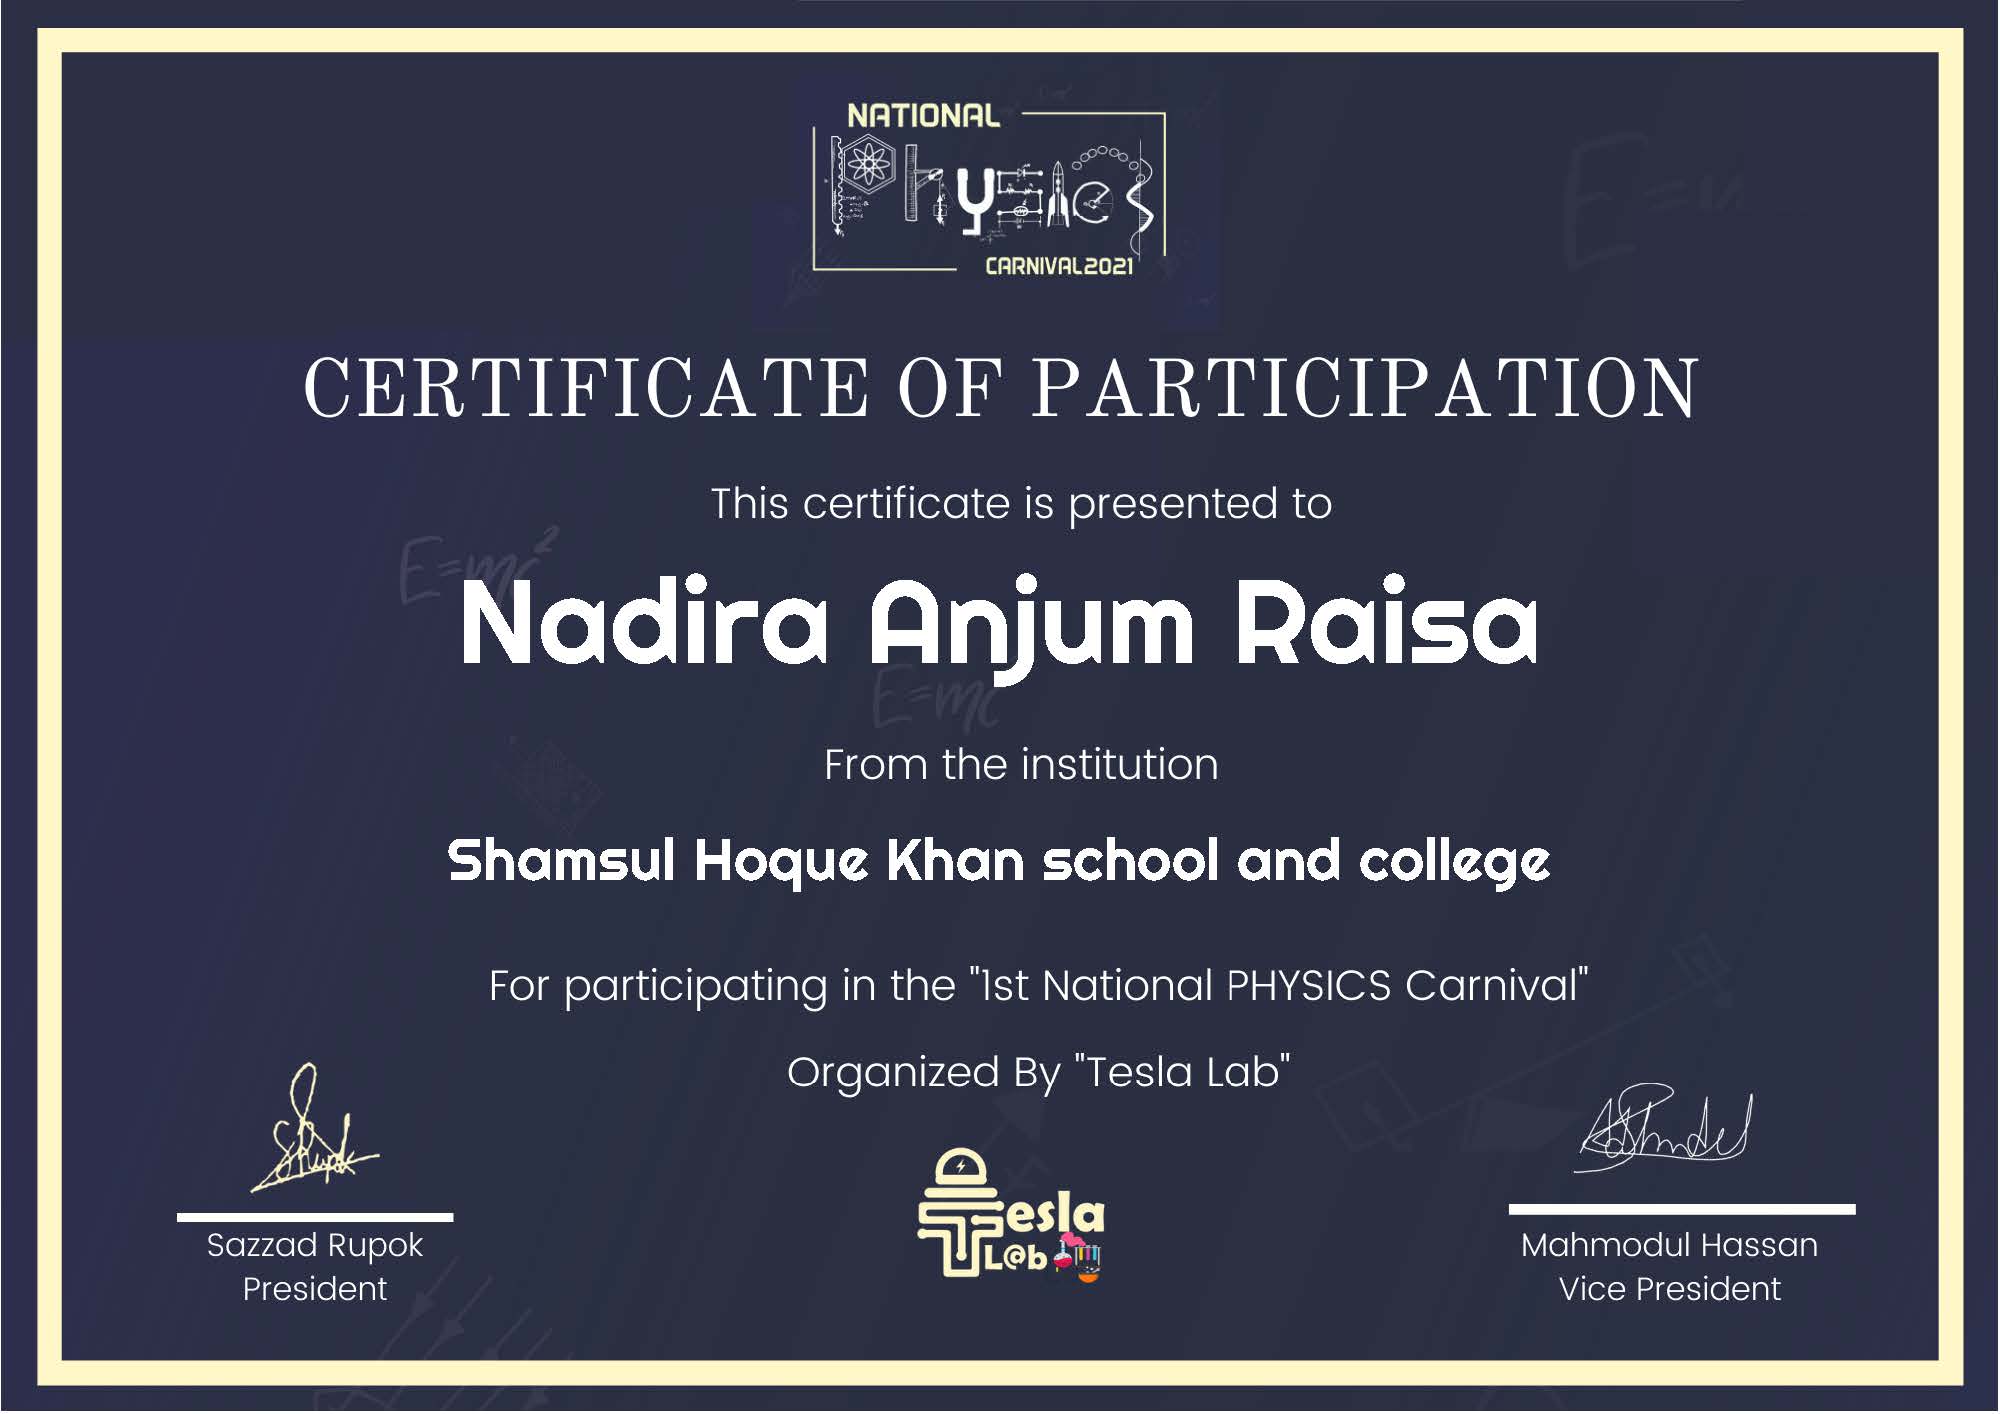 NATIONAL
PhYSICS
CARNIVAL2021
E=m
CERTIFICATE OF PARTICIPATION
This certificate is presented to
E=mc²
Nadira Anjum Raisa
E=mc
From the institution
Shamsul Hoque Khan school and college
For participating in the "1st National PHYSICS Carnival"
Organized By "Tesla Lab"
Tesla
L@b
Sazzad Rupok
President
Mahmodul Hassan
Vice President